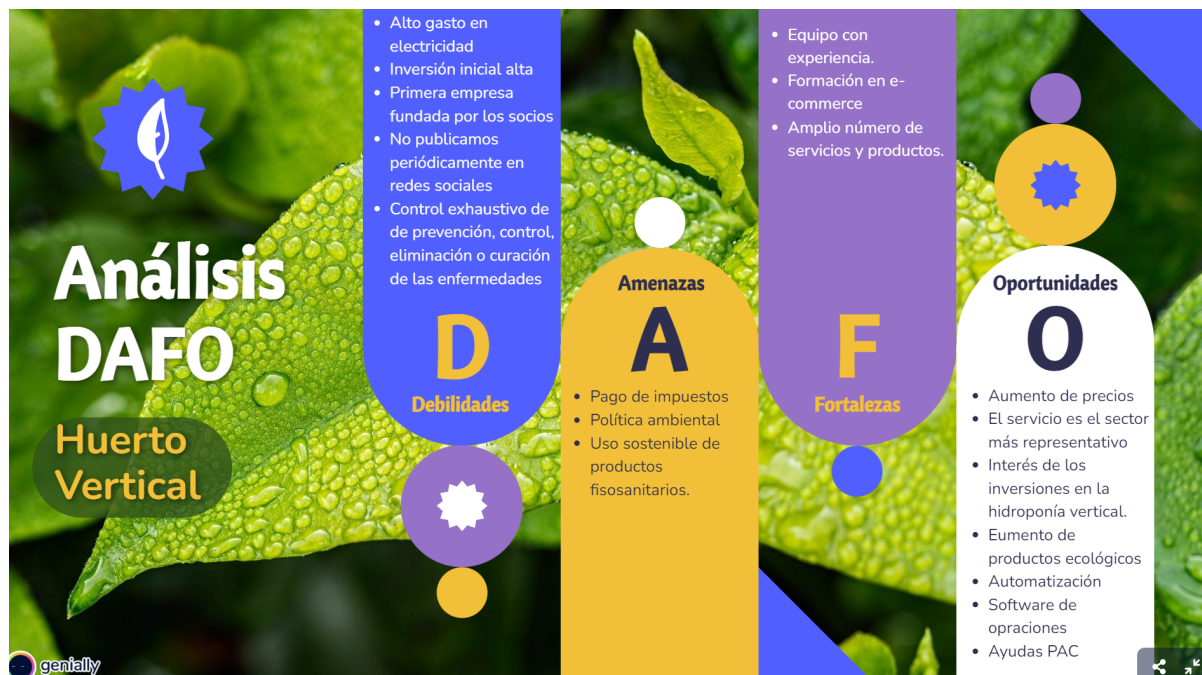 Análisis
DAFO
Huerto
Vertical
• Alto gasto en
electricidad
• Inversión inicial alta
• Primera empresa
fundada por los socios
• No publicamos
periódicamente en
redes sociales
• Control exhaustivo de
de prevención, control,
eliminación o curación
de las enfermedades
D
Debilidades
Amenazas
A
• Pago de impuestos
• Política ambiental
• Uso sostenible de
productos
fisosanitarios.
• Equipo con
experiencia.
• Formación en e-
commerce
• Amplio número de
servicios y productos.
F
Fortalezas
Oportunidades
O
• Aumento de precios
• El servicio es el sector
más representativo
• Interés de los
inversiones en la
hidroponía vertical.
• Eumento de
productos ecológicos
• Automatización
• Software de
opraciones
• Ayudas PAC
genially